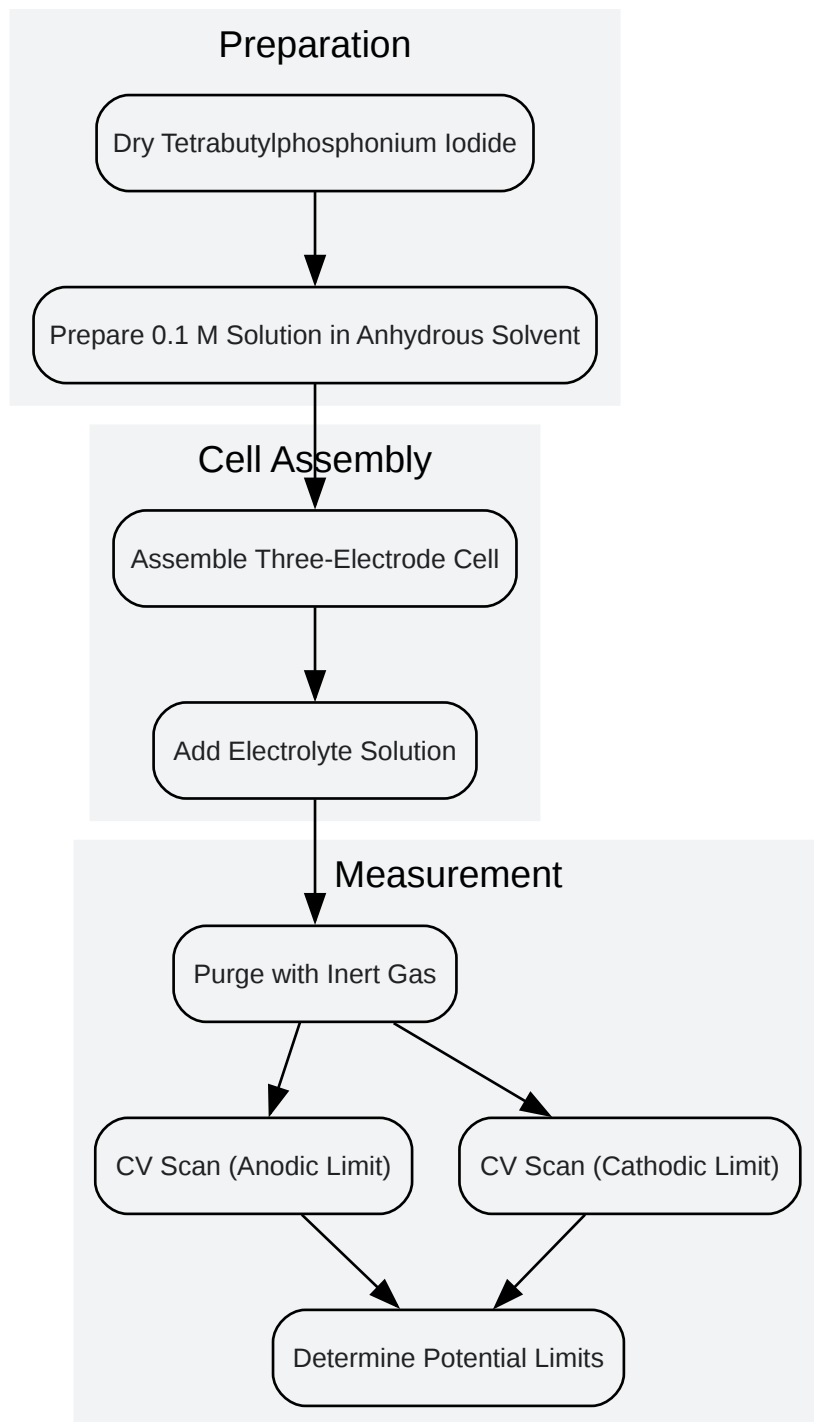 Preparation
Dry Tetrabutylphosphonium Iodide
Prepare 0.1 M Solution in Anhydrous Solvent
Cell Assembly
Assemble Three-Electrode Cell
Add Electrolyte Solution
Measurement
Purge with Inert Gas
CV Scan (Anodic Limit)
CV Scan (Cathodic Limit)
Determine Potential Limits